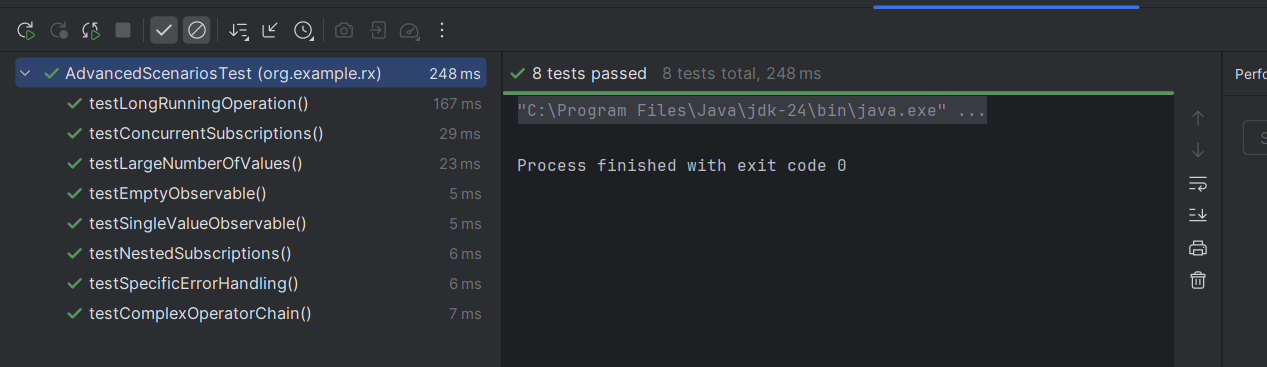 AdvancedScenariosTest (org.example.rx) 248 ms
testLongRunningOperation() 167 ms
testConcurrentSubscriptions() 29 ms
testLargeNumberOfValues() 23 ms
testEmptyObservable() 5 ms
testSingleValueObservable() 5 ms
testNestedSubscriptions() 6 ms
testSpecificErrorHandling() 6 ms
testComplexOperatorChain() 7 ms
8 tests passed 8 tests total, 248 ms
"C:\Program Files\Java\jdk-24\bin\java.exe" ...
Process finished with exit code 0
Perfo
S